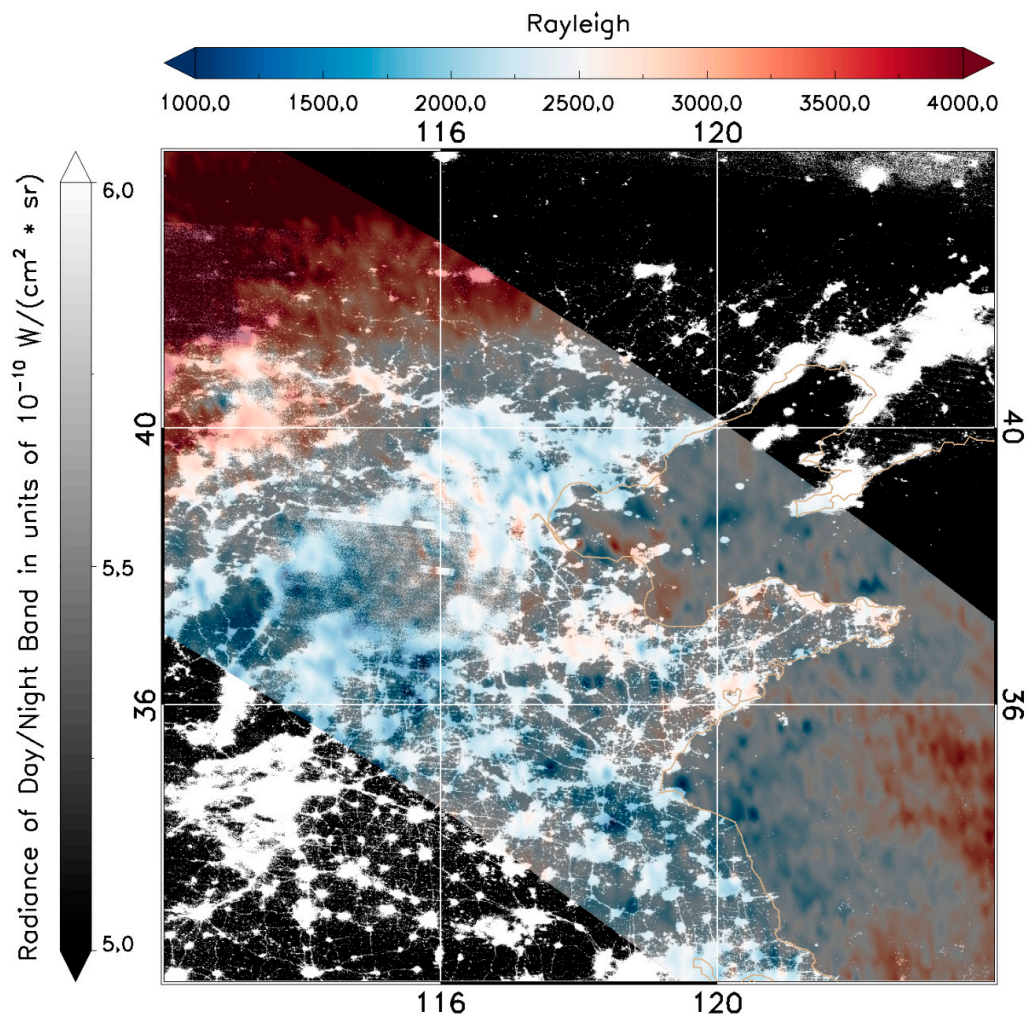 Rayleigh
1000,0 1500,0 2000,0 2500,0 3000,0 3500,0 4000,0
116 120
Radiance of Day/Night Band in units of 10⁻¹⁰ W/(cm² * sr)
6,0
5,5
5,0
40 40
36 36
116 120